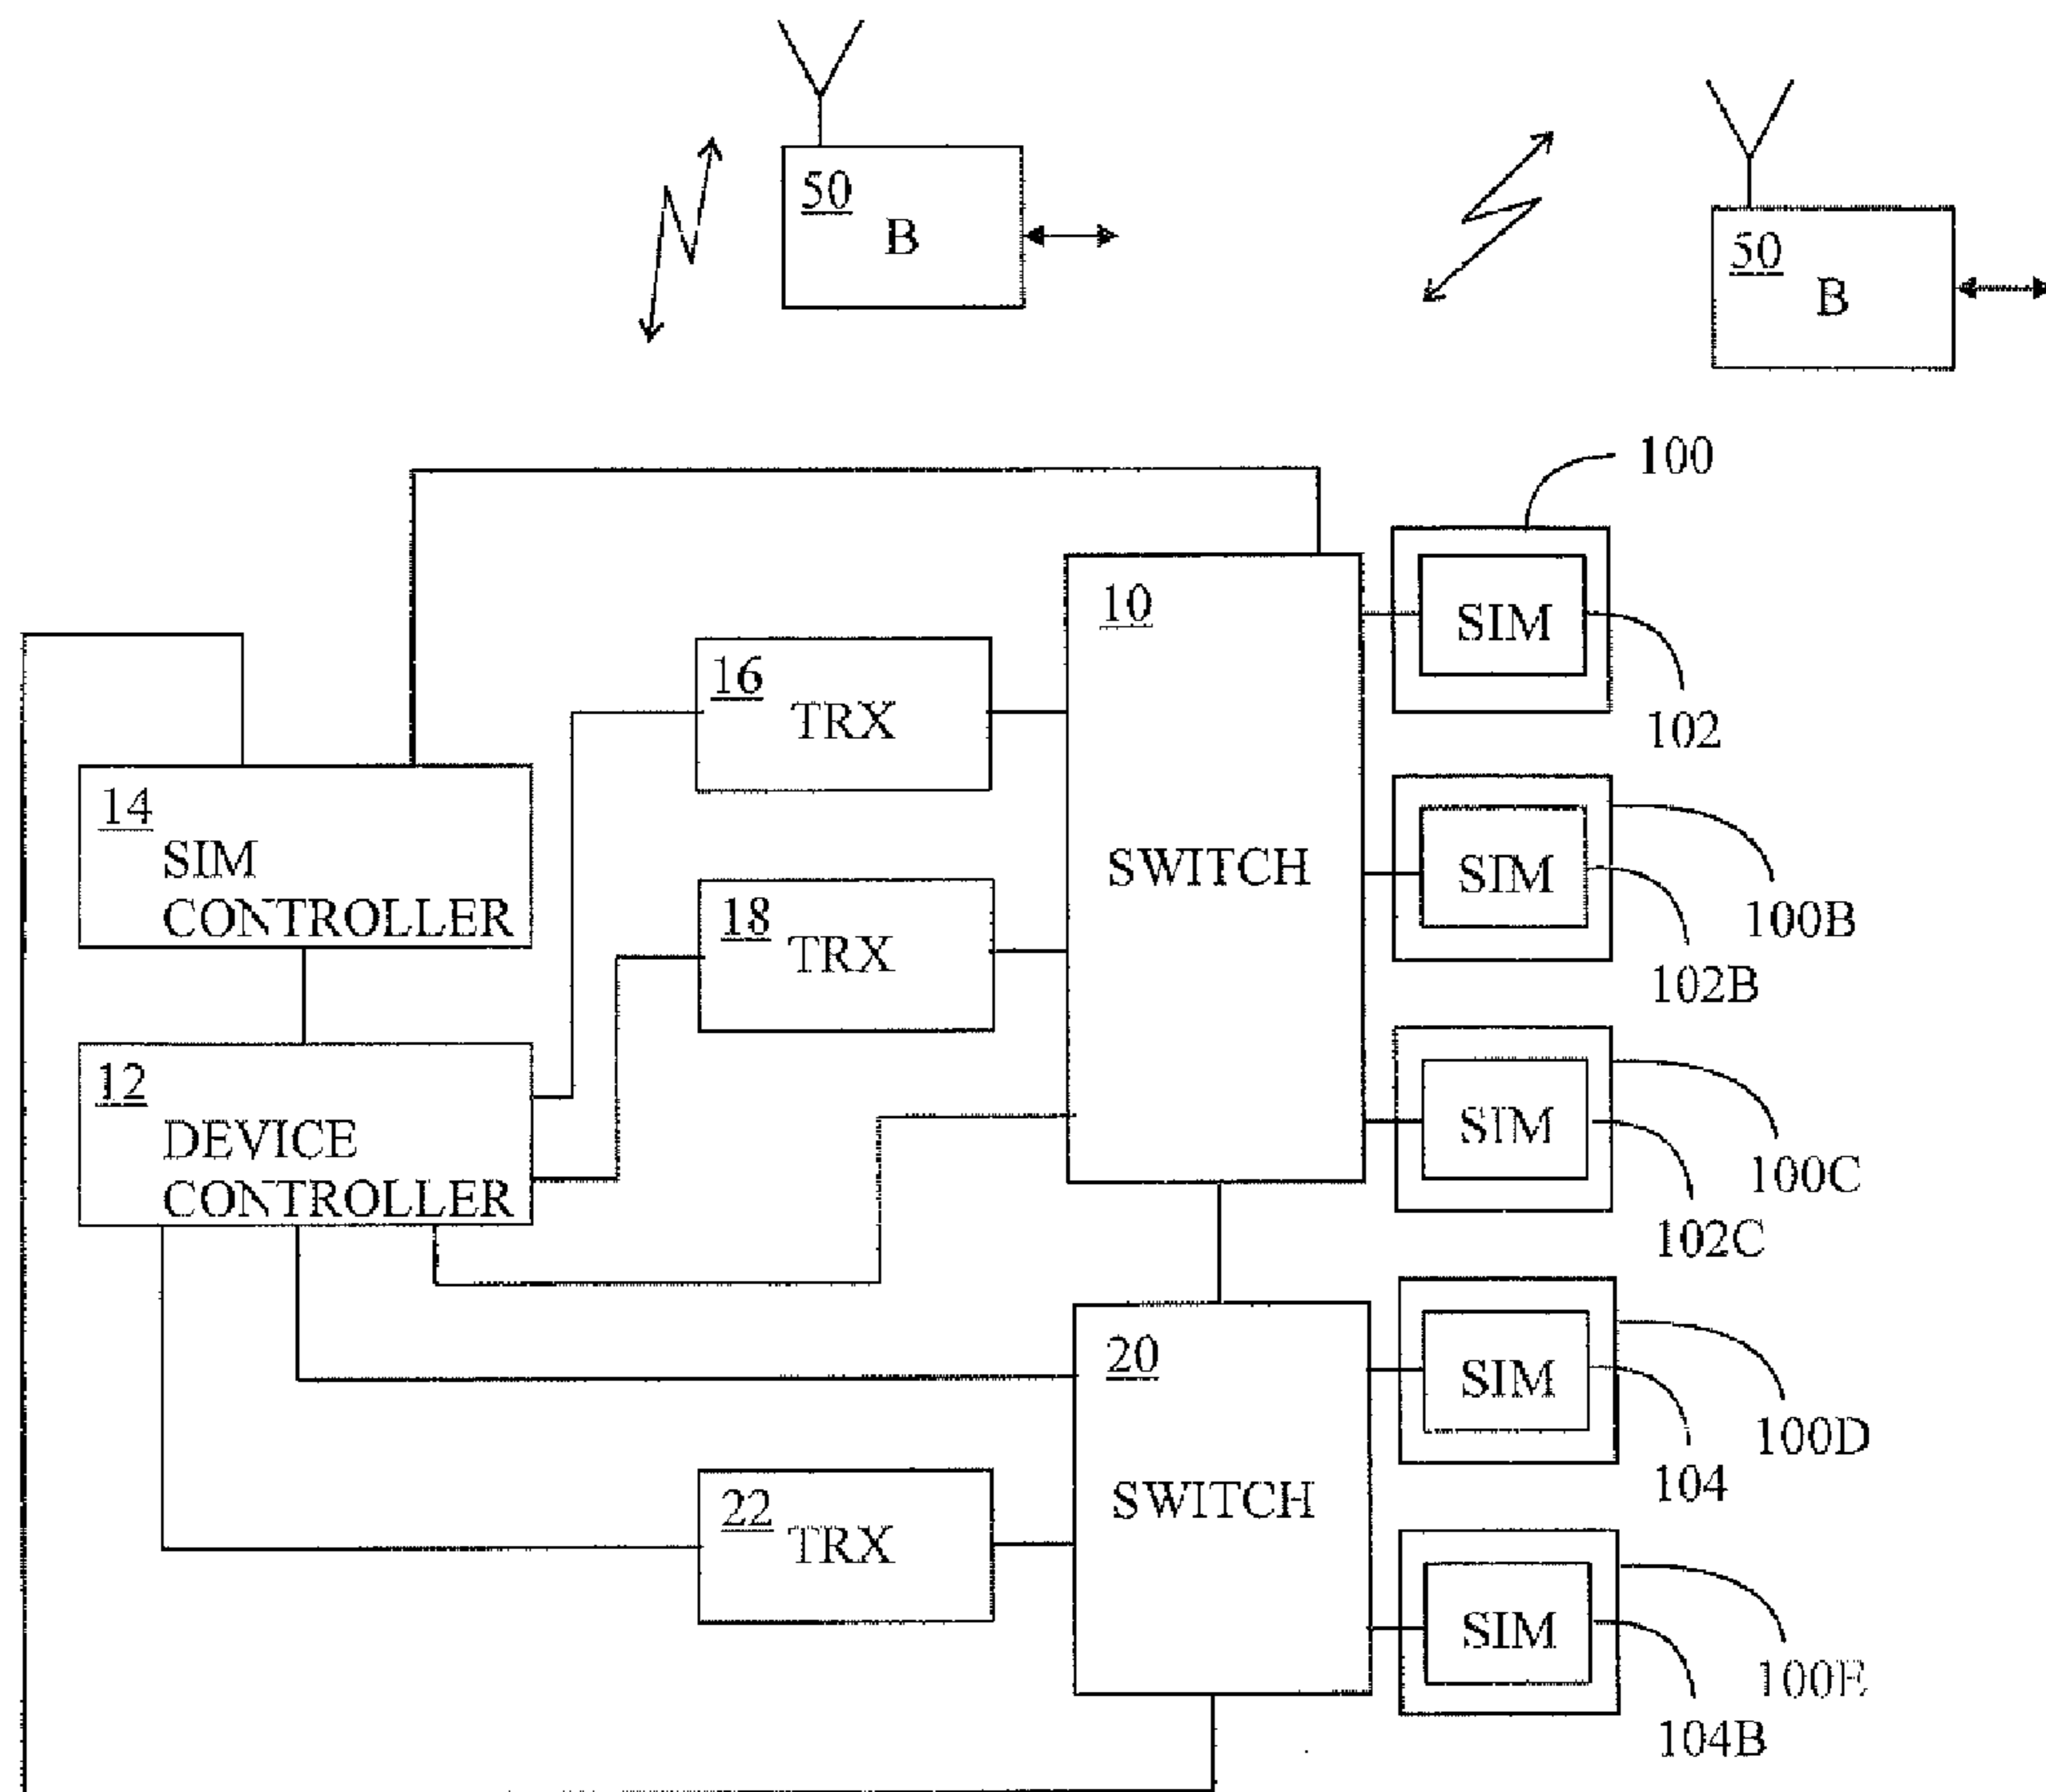 50
B
50
B
100
10
SIM
16
TRX
102
14
SIM
CONTROLLER
SWITCH
SIM
18
TRX
100B
102B
12
DEVICE
CONTROLLER
SIM
100C
102C
20
SIM
100D
104
22
TRX
SWITCH
SIM
100E
104B